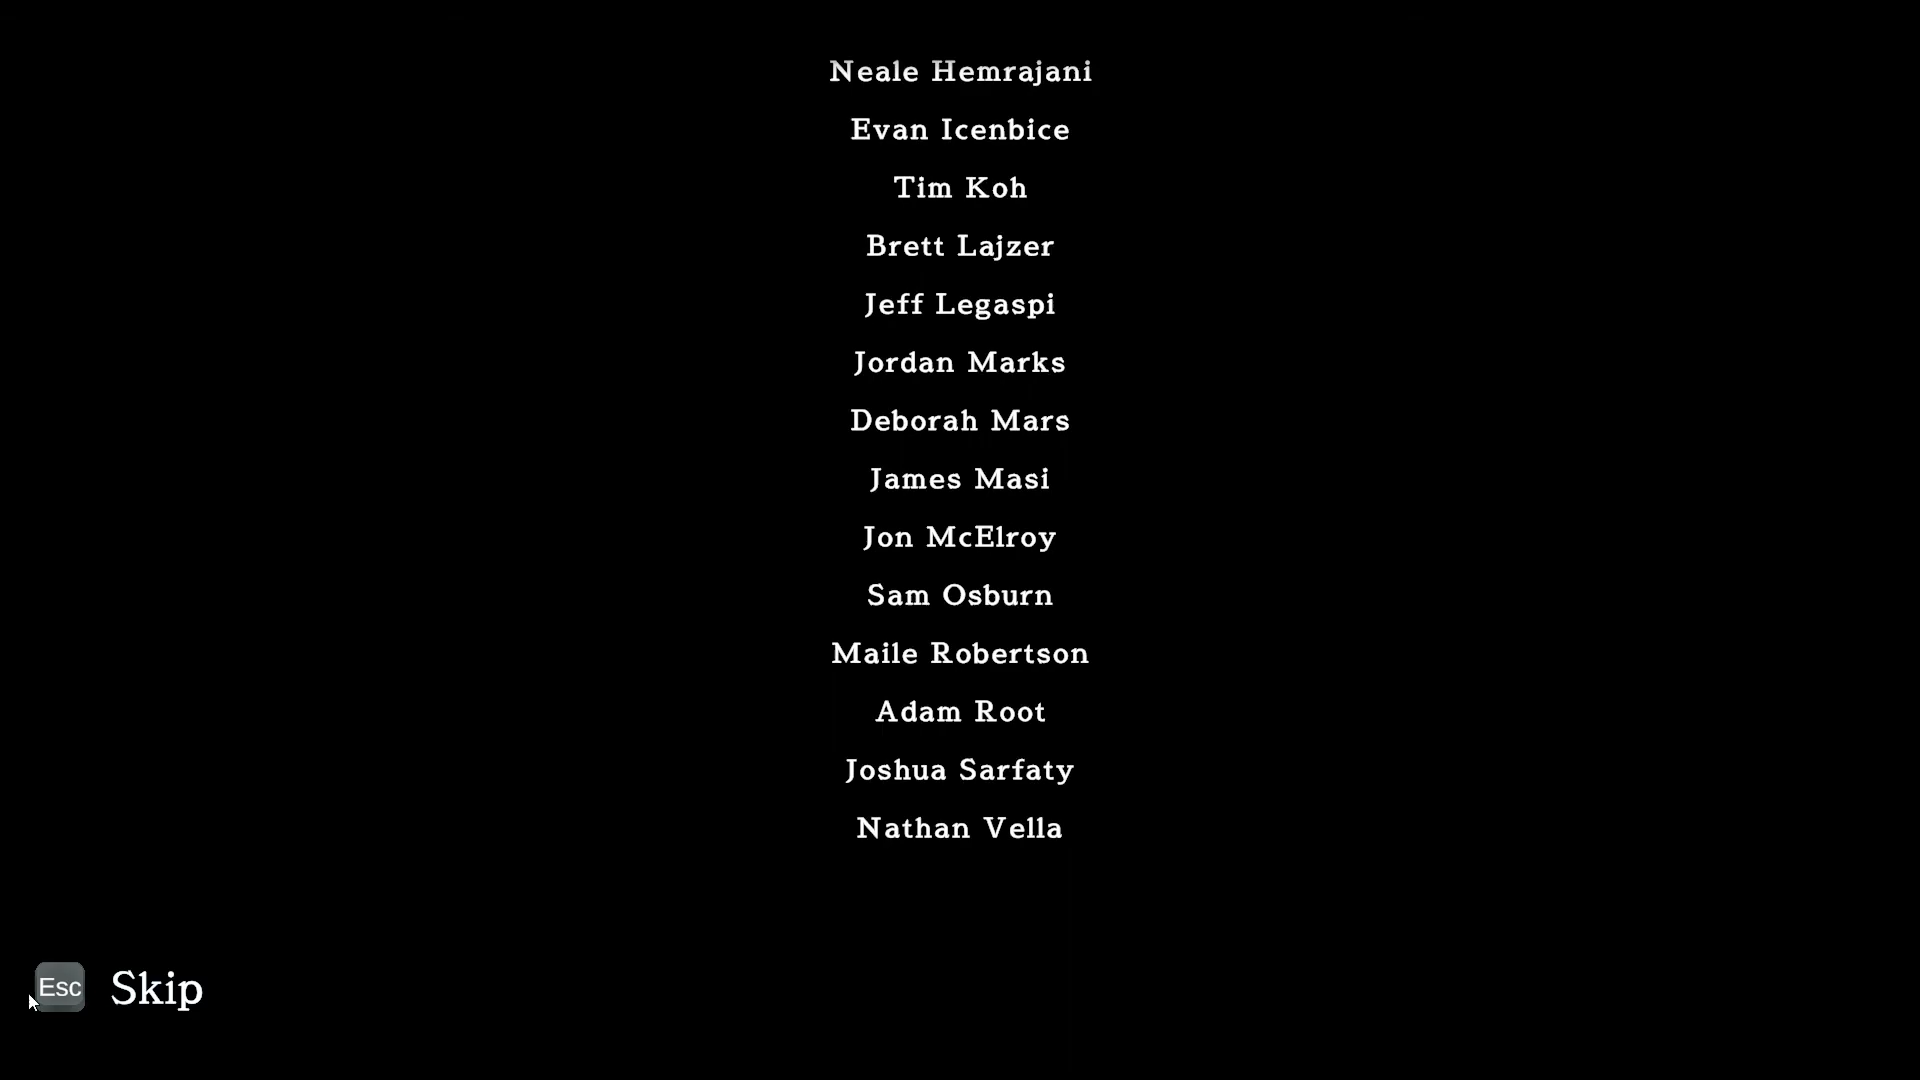 Neale Hemrajani
Evan Icenbice
Tim Koh
Brett Lajzer
Jeff Legaspi
Jordan Marks
Deborah Mars
James Masi
Jon McElroy
Sam Osburn
Maile Robertson
Adam Root
Joshua Sarfaty
Nathan Vella
Esc Skip